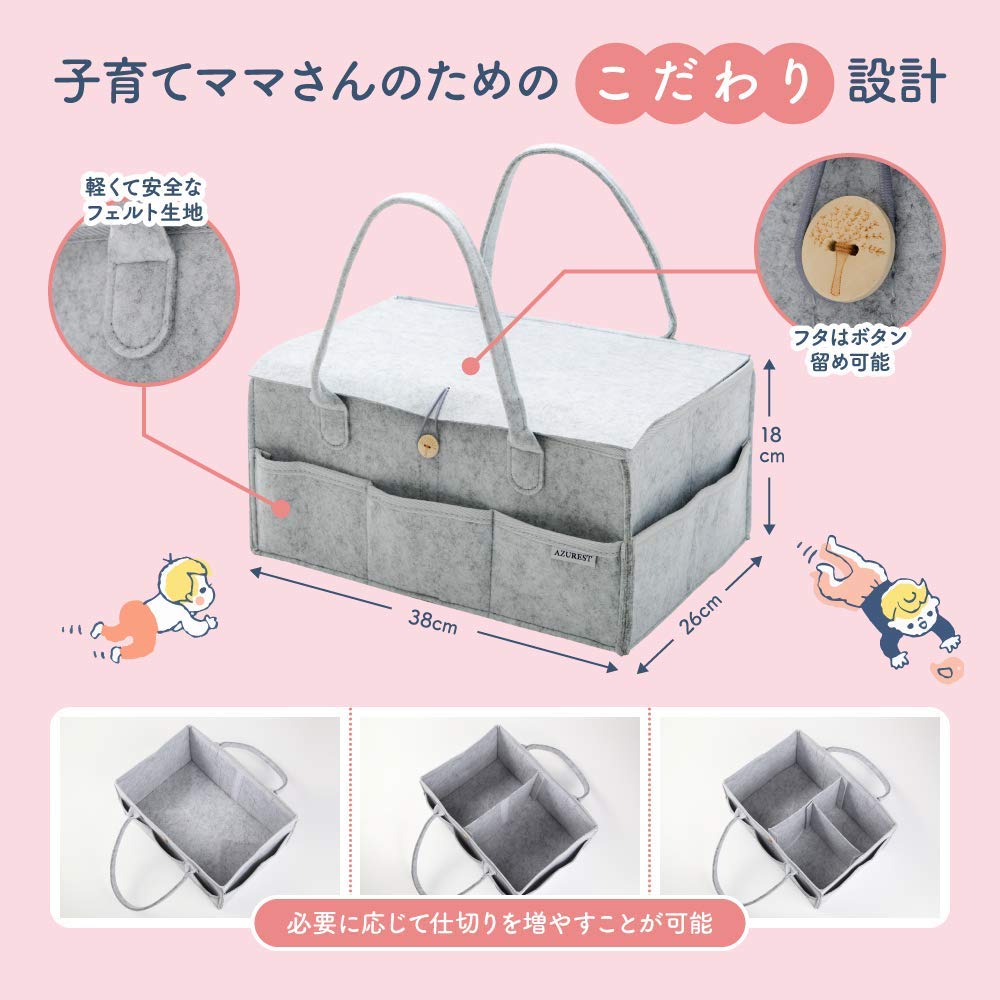 子育てママさんのための こだわり 設計
軽くて安全な
フェルト生地
フタはボタン
留め可能
18
cm
AZUREST
38cm
26cm
必要に応じて仕切りを増やすことが可能